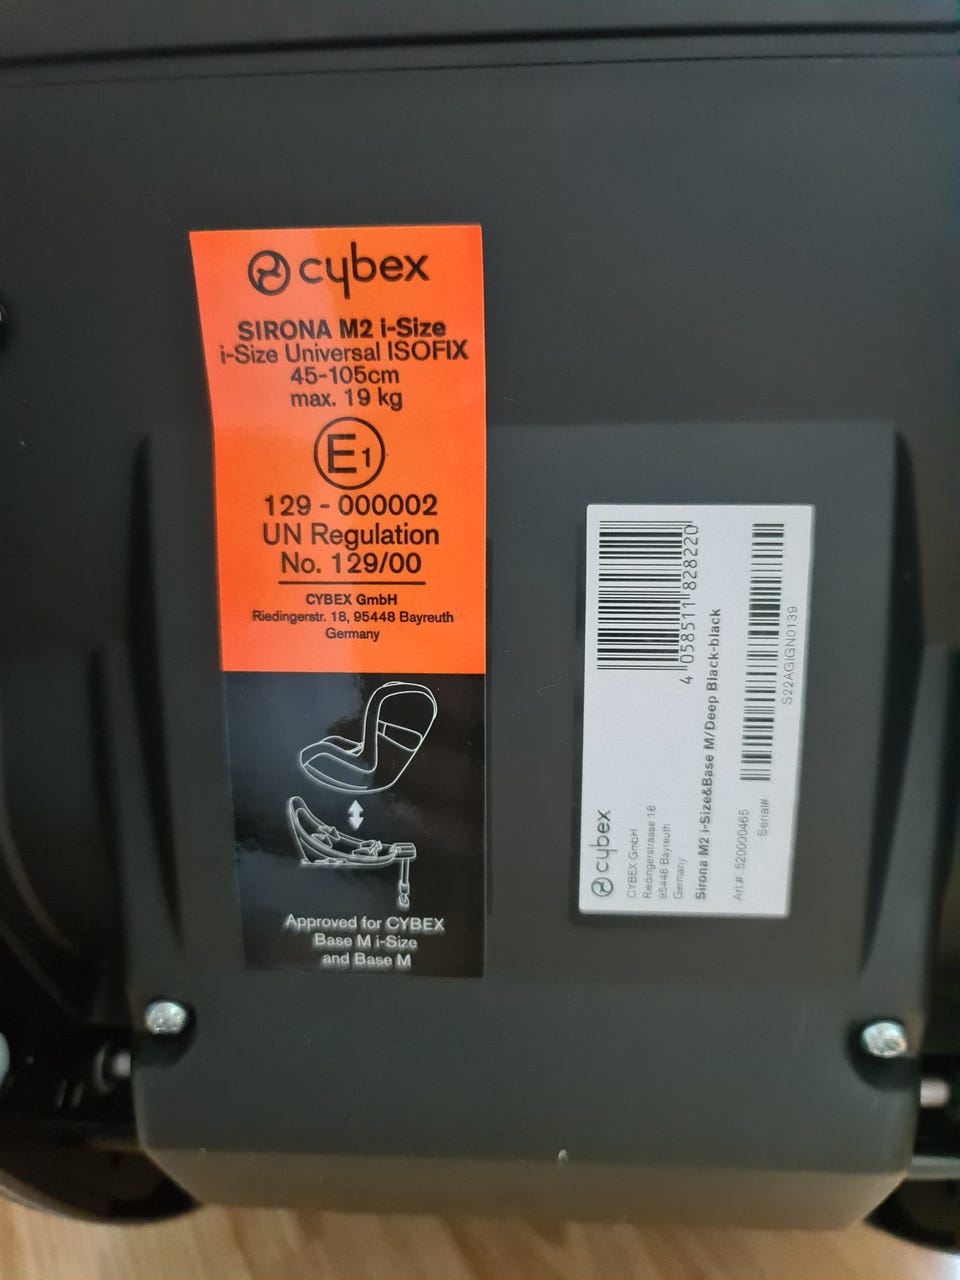 cybex
SIRONA M2 i-Size
i-Size Universal ISOFIX
45-105cm
max. 19 kg
E1
129 - 000002
UN Regulation
No. 129/00
CYBEX GmbH
Riedingerstr. 18, 95448 Bayreuth
Germany
Approved for CYBEX
Base M i-Size
and Base M
cybex
CYBEX GmbH
Riedingerstrasse 18
95448 Bayreuth
Germany
Sirona M2 i-Size&Base M/Deep Black-black
Art.#: 520000465
Serial#
4 058511 828220
S22AGIGN0139